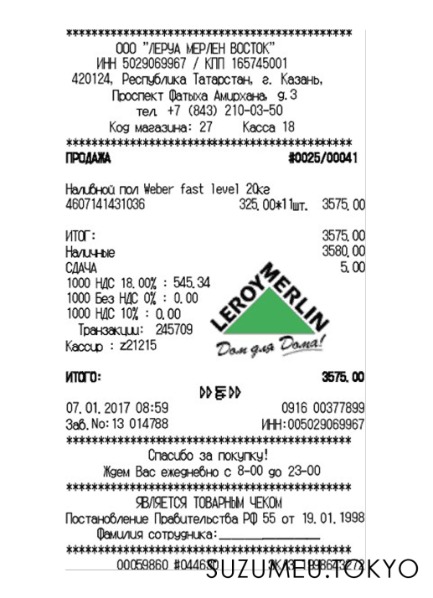 ****************************************
ООО "ЛЕРУА МЕРЛЕН ВОСТОК"
ИНН 5029069967 / КПП 165745001
420124, Республика Татарстан, г. Казань,
Проспект Фатыха Амирхана, д.3
тел. +7 (843) 210-03-50
Код магазина: 27 Касса 18
****************************************
ПРОДАЖА #0025/00041
Наливной пол Weber fast level 20кг
4607141431036 325,00*11шт. 3575,00
ИТОГ: 3575,00
Наличные 3580,00
СДАЧА 5,00
1000 НДС 18.00% : 545.34
1000 Без НДС 0% : 0.00
1000 НДС 10% : 0.00
Транзакции: 245709
Кассир : z21215
LEROY MERLIN
Дом для Дома!
ИТОГО: 3575,00
07.01.2017 08:59 0916 00377899
Зав.No: 13 014788 ИНН:005029069967
****************************************
Спасибо за покупку!
Ждем Вас ежедневно с 8-00 до 23-00
****************************************
ЯВЛЯЕТСЯ ТОВАРНЫМ ЧЕКОМ
Постановление Правительства РФ 55 от 19.01.1998
Фамилия сотрудника:_______________
****************************************
00059860
SUZUMEU.TOKYO